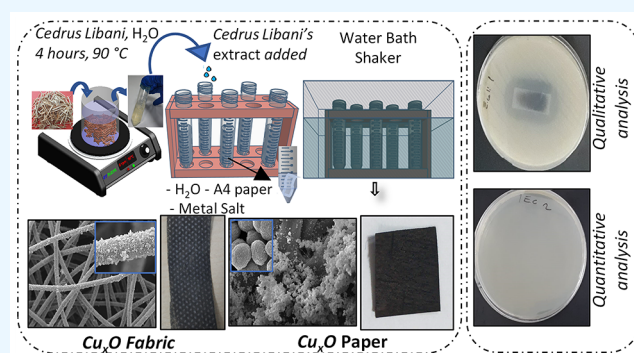 Cedrus Libani, H₂O
4 hours, 90 °C
Cedrus Libani's
extract added
Water Bath
Shaker
- H₂O - A4 paper
- Metal Salt
CuₓO Fabric
CuₓO Paper
Qualitative
analysis
Quantitative
analysis